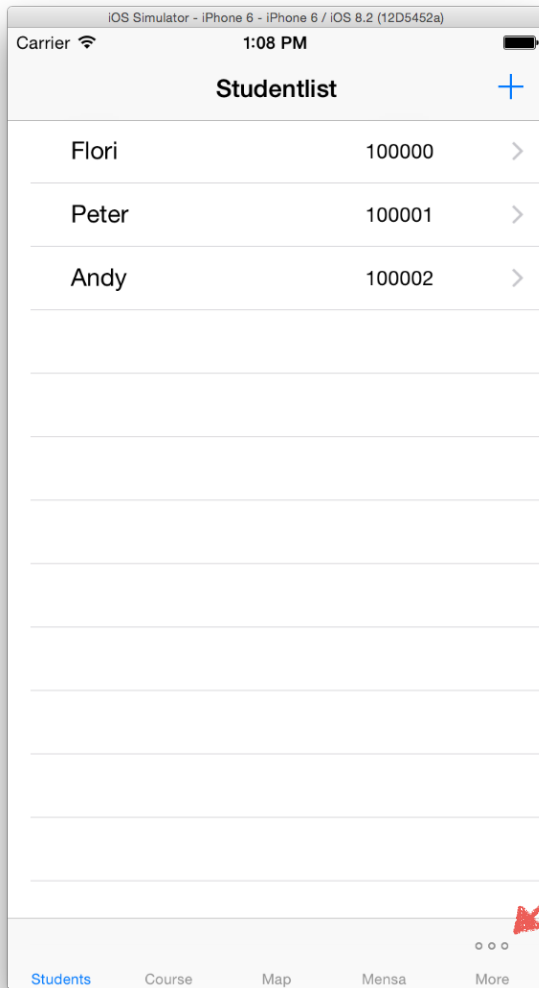 iOS Simulator - iPhone 6 - iPhone 6 / iOS 8.2 (12D5452a)
Carrier 1:08 PM
Studentlist +
Flori 100000
Peter 100001
Andy 100002
Students Course Map Mensa More